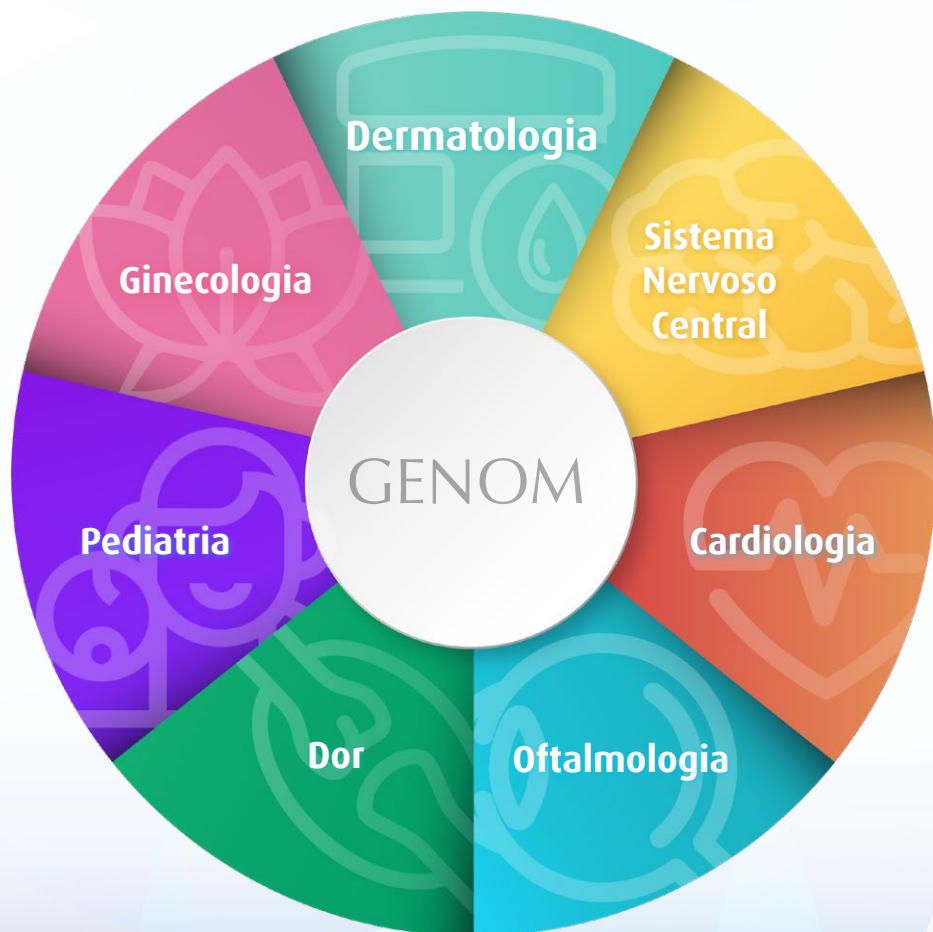 Dermatologia
Sistema
Nervoso
Central
Ginecologia
GENOM
Pediatria
Cardiologia
Dor
Oftalmologia